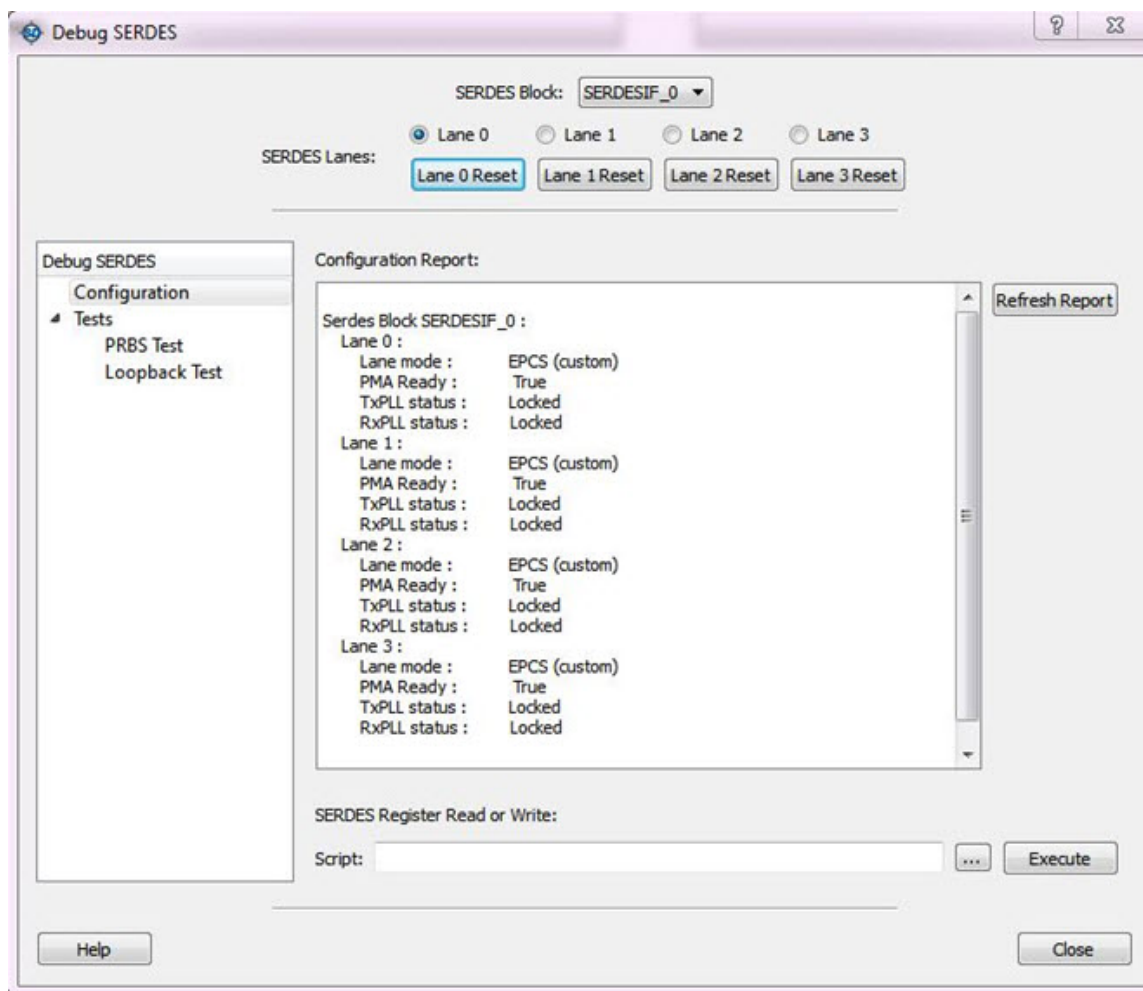 Debug SERDES
SERDES Block: SERDESIF_0
Lane 0 Lane 1 Lane 2 Lane 3
SERDES Lanes:
Lane 0 Reset Lane 1 Reset Lane 2 Reset Lane 3 Reset
Debug SERDES
Configuration
Tests
PRBS Test
Loopback Test
Configuration Report:
Refresh Report
Serdes Block SERDESIF_0 :
Lane 0 :
Lane mode : EPCS (custom)
PMA Ready : True
TxPLL status : Locked
RxPLL status : Locked
Lane 1 :
Lane mode : EPCS (custom)
PMA Ready : True
TxPLL status : Locked
RxPLL status : Locked
Lane 2 :
Lane mode : EPCS (custom)
PMA Ready : True
TxPLL status : Locked
RxPLL status : Locked
Lane 3 :
Lane mode : EPCS (custom)
PMA Ready : True
TxPLL status : Locked
RxPLL status : Locked
SERDES Register Read or Write:
Script: ... Execute
Help Close